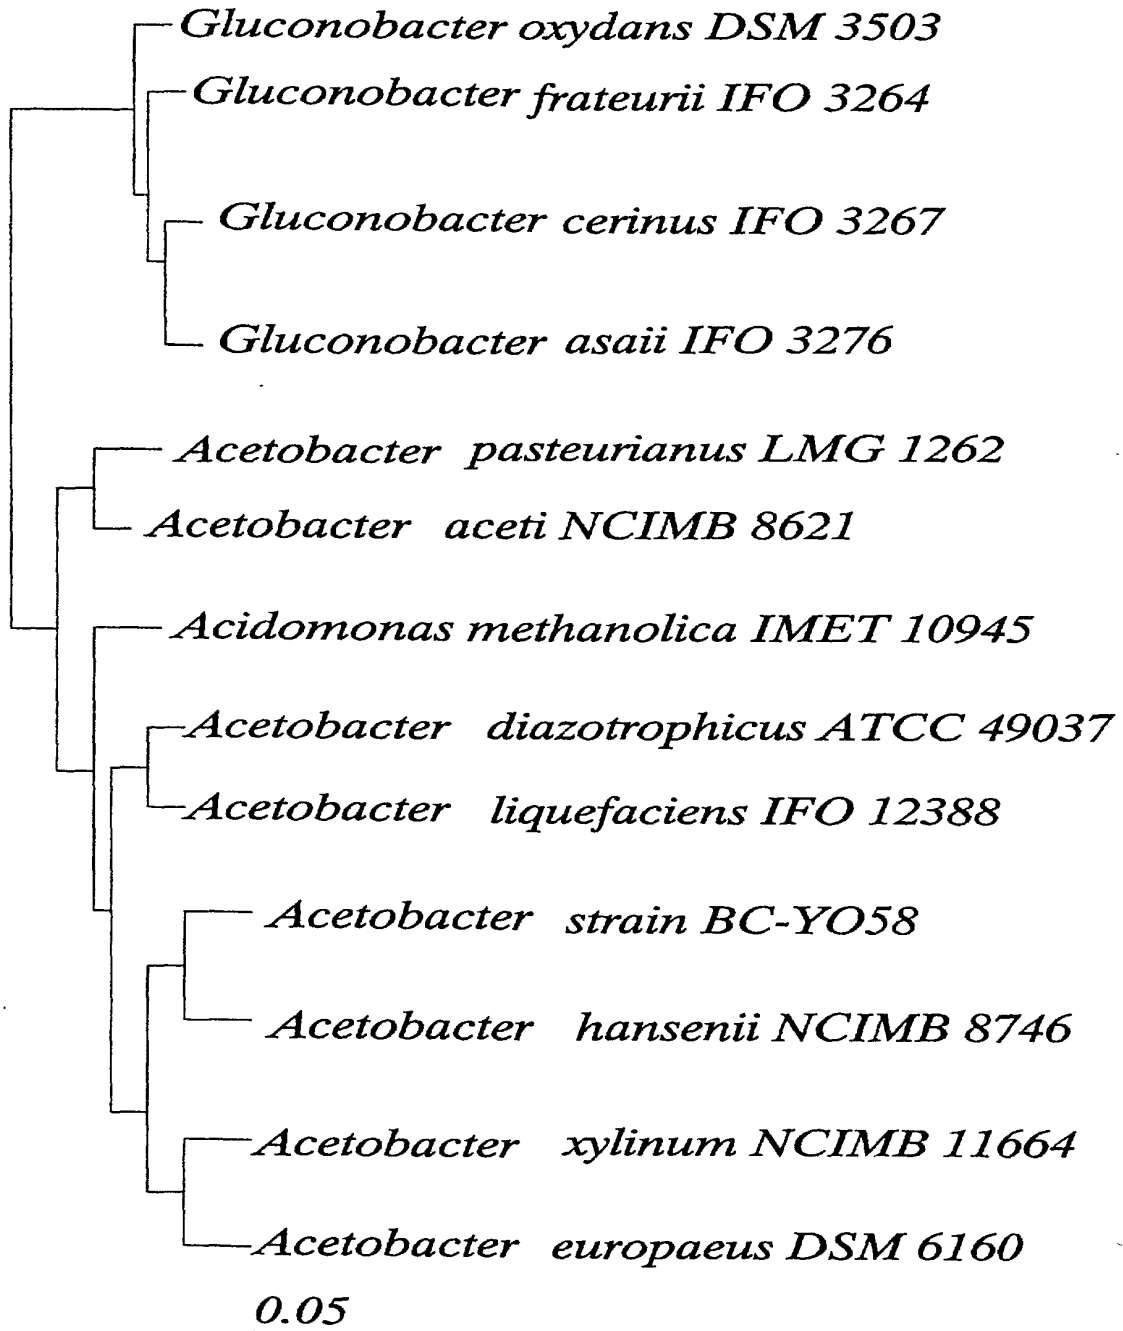 Gluconobacter oxydans DSM 3503
Gluconobacter frateurii IFO 3264
Gluconobacter cerinus IFO 3267
Gluconobacter asaii IFO 3276
Acetobacter pasteurianus LMG 1262
Acetobacter aceti NCIMB 8621
Acidomonas methanolica IMET 10945
Acetobacter diazotrophicus ATCC 49037
Acetobacter liquefaciens IFO 12388
Acetobacter strain BC-YO58
Acetobacter hansenii NCIMB 8746
Acetobacter xylinum NCIMB 11664
Acetobacter europaeus DSM 6160
0.05